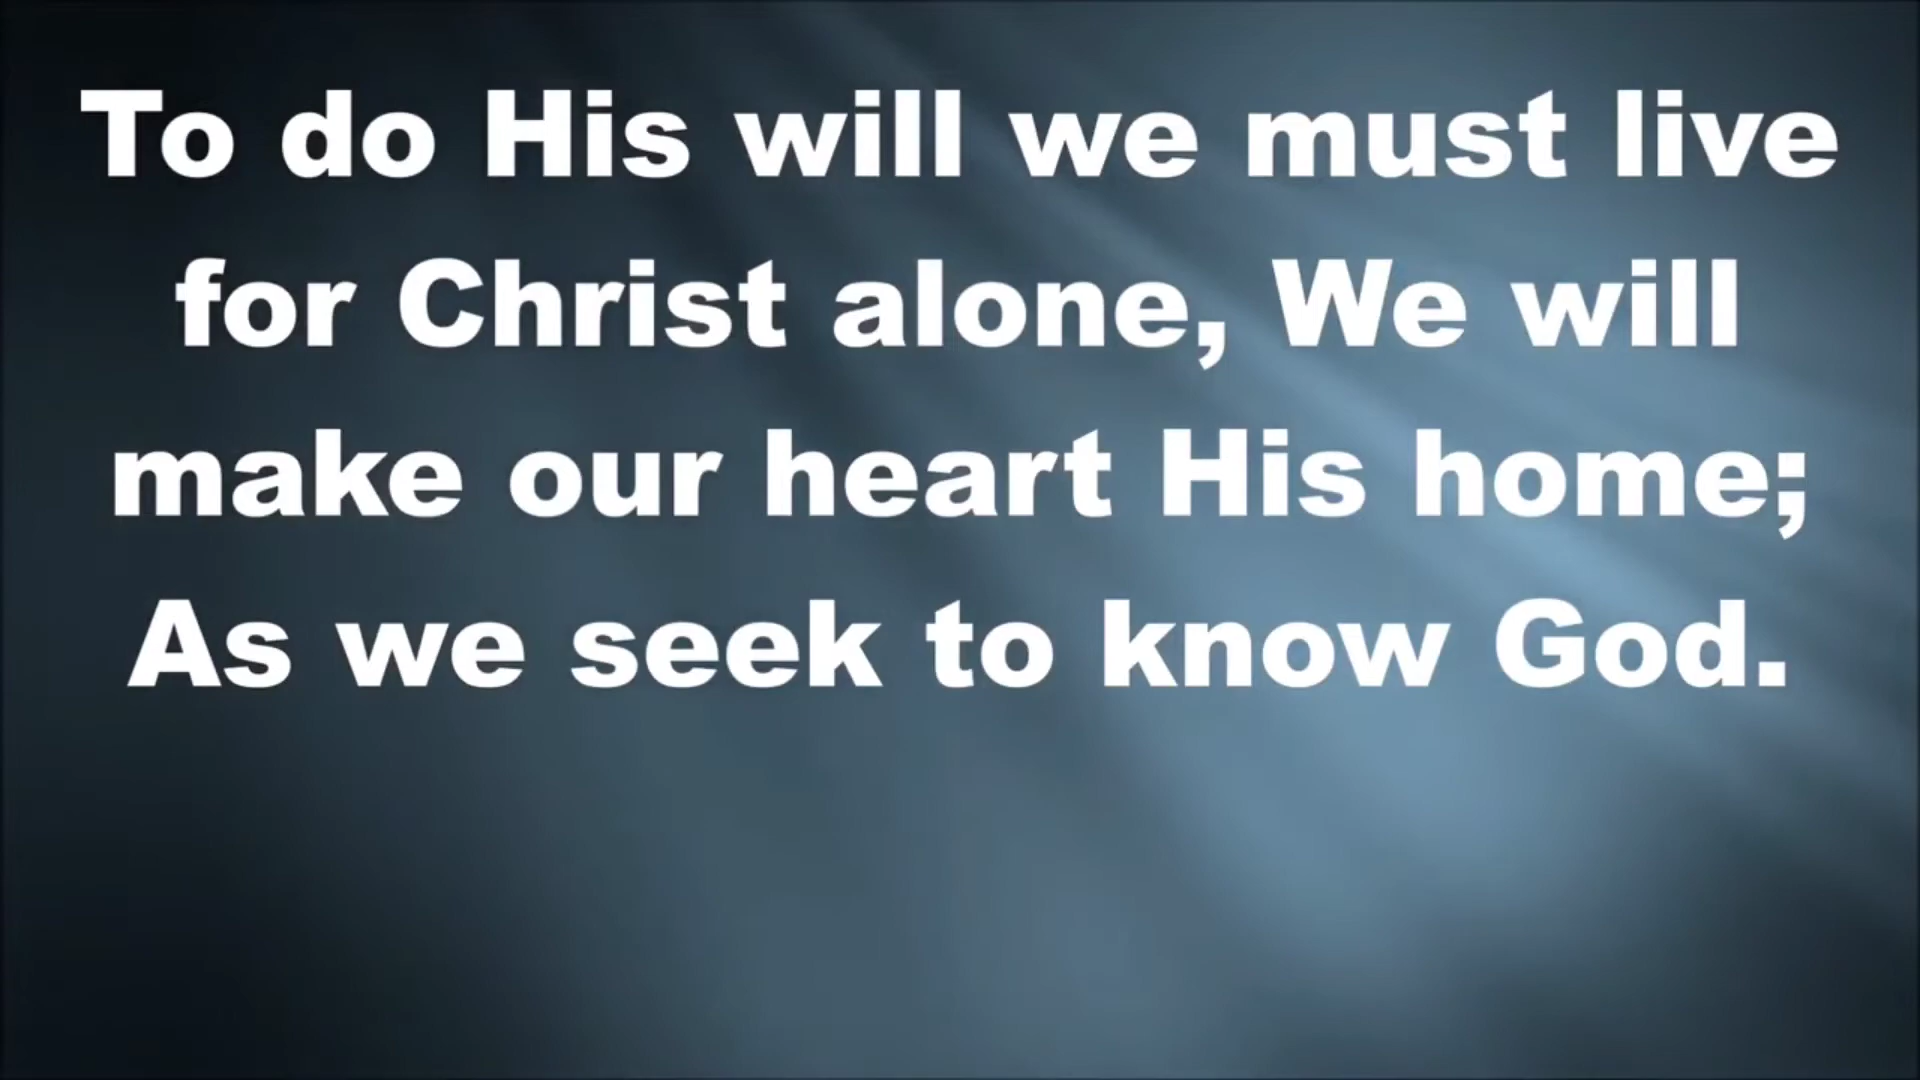 To do His will we must live
for Christ alone, We will
make our heart His home;
As we seek to know God.